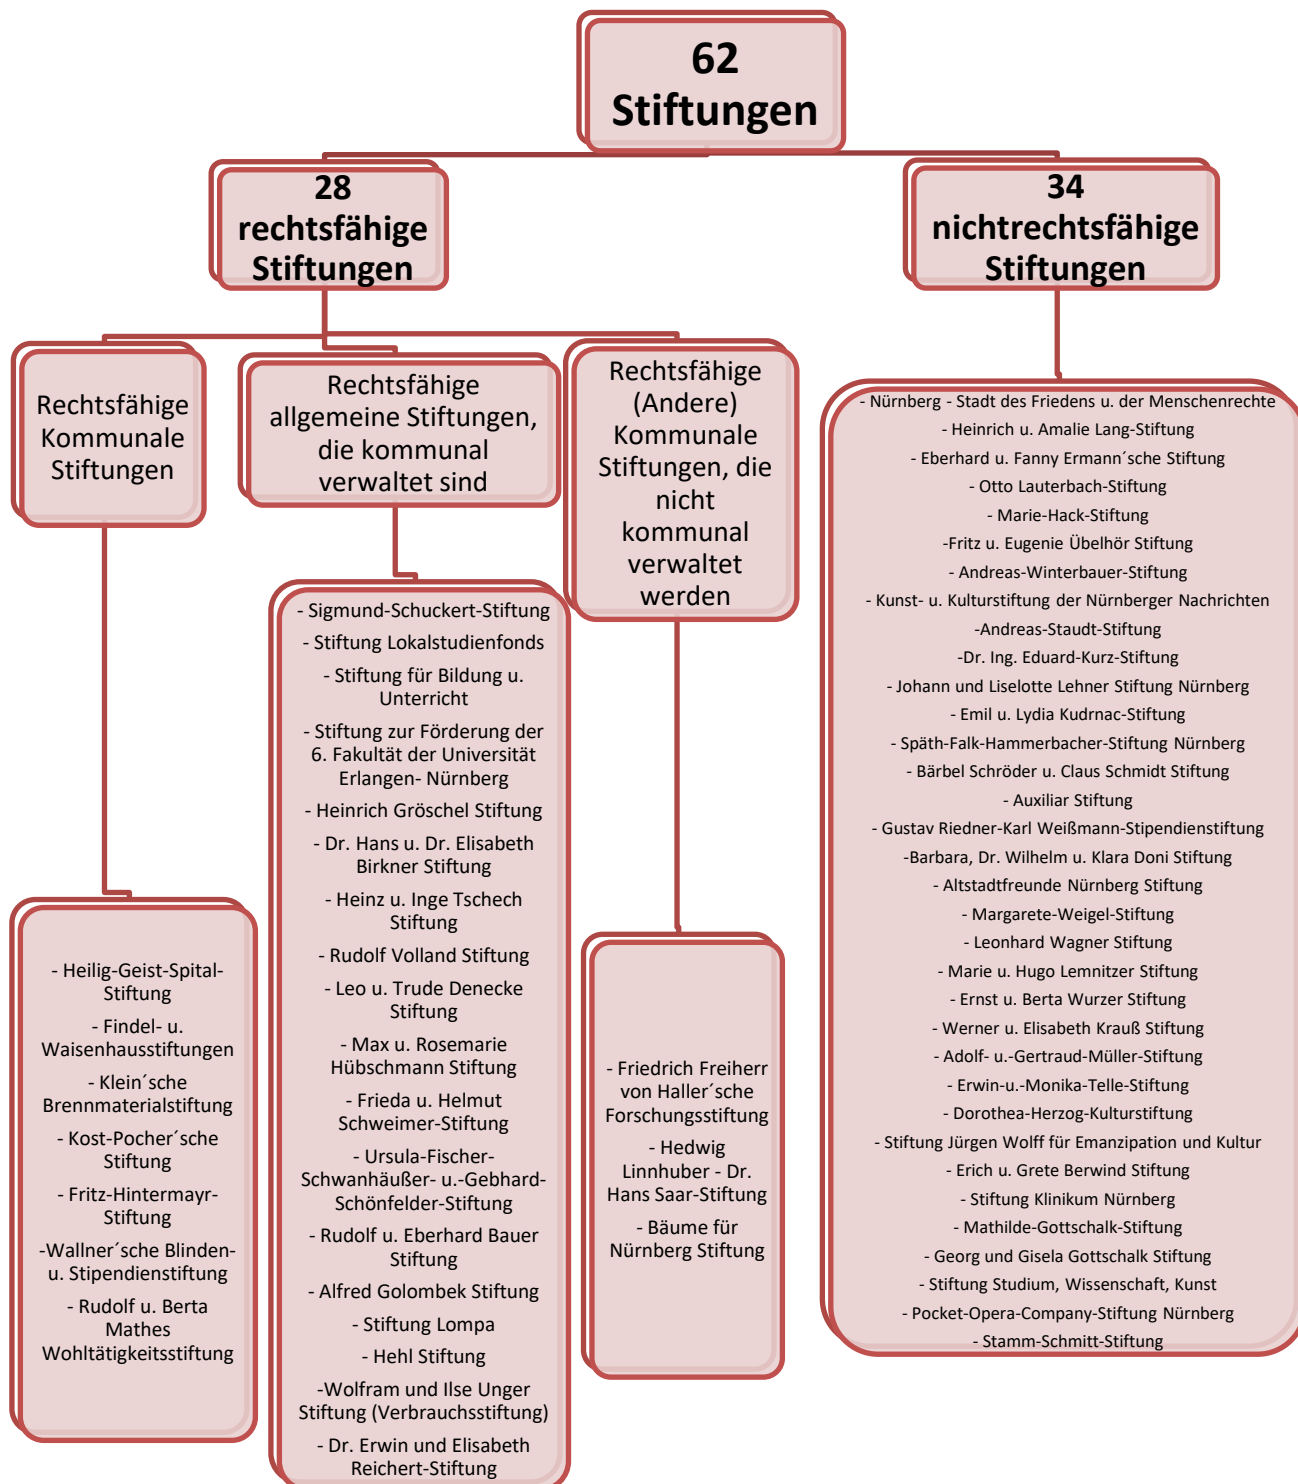 62
Stiftungen
28
rechtsfähige
Stiftungen
34
nichtrechtsfähige
Stiftungen
Rechtsfähige
Kommunale
Stiftungen
- Heilig-Geist-Spital-
Stiftung
- Findel- u.
Waisenhausstiftungen
- Klein´sche
Brennmaterialstiftung
- Kost-Pocher´sche
Stiftung
- Fritz-Hintermayr-
Stiftung
-Wallner´sche Blinden-
u. Stipendienstiftung
- Rudolf u. Berta
Mathes
Wohltätigkeitsstiftung
Rechtsfähige
allgemeine Stiftungen,
die kommunal
verwaltet sind
- Sigmund-Schuckert-Stiftung
- Stiftung Lokalstudienfonds
- Stiftung für Bildung u.
Unterricht
- Stiftung zur Förderung der
6. Fakultät der Universität
Erlangen- Nürnberg
- Heinrich Gröschel Stiftung
- Dr. Hans u. Dr. Elisabeth
Birkner Stiftung
- Heinz u. Inge Tschech
Stiftung
- Rudolf Volland Stiftung
- Leo u. Trude Denecke
Stiftung
- Max u. Rosemarie
Hübschmann Stiftung
- Frieda u. Helmut
Schweimer-Stiftung
- Ursula-Fischer-
Schwanhäußer- u.-Gebhard-
Schönfelder-Stiftung
- Rudolf u. Eberhard Bauer
Stiftung
- Alfred Golombek Stiftung
- Stiftung Lompa
- Hehl Stiftung
-Wolfram und Ilse Unger
Stiftung (Verbrauchsstiftung)
- Dr. Erwin und Elisabeth
Reichert-Stiftung
Rechtsfähige
(Andere)
Kommunale
Stiftungen, die
nicht
kommunal
verwaltet
werden
- Friedrich Freiherr
von Haller´sche
Forschungsstiftung
- Hedwig
Linnhuber - Dr.
Hans Saar-Stiftung
- Bäume für
Nürnberg Stiftung
- Nürnberg - Stadt des Friedens u. der Menschenrechte
- Heinrich u. Amalie Lang-Stiftung
- Eberhard u. Fanny Ermann´sche Stiftung
- Otto Lauterbach-Stiftung
- Marie-Hack-Stiftung
-Fritz u. Eugenie Übelhör Stiftung
- Andreas-Winterbauer-Stiftung
- Kunst- u. Kulturstiftung der Nürnberger Nachrichten
-Andreas-Staudt-Stiftung
-Dr. Ing. Eduard-Kurz-Stiftung
- Johann und Liselotte Lehner Stiftung Nürnberg
- Emil u. Lydia Kudrnac-Stiftung
- Späth-Falk-Hammerbacher-Stiftung Nürnberg
- Bärbel Schröder u. Claus Schmidt Stiftung
- Auxiliar Stiftung
- Gustav Riedner-Karl Weißmann-Stipendienstiftung
-Barbara, Dr. Wilhelm u. Klara Doni Stiftung
- Altstadtfreunde Nürnberg Stiftung
- Margarete-Weigel-Stiftung
- Leonhard Wagner Stiftung
- Marie u. Hugo Lemnitzer Stiftung
- Ernst u. Berta Wurzer Stiftung
- Werner u. Elisabeth Krauß Stiftung
- Adolf- u.-Gertraud-Müller-Stiftung
- Erwin-u.-Monika-Telle-Stiftung
- Dorothea-Herzog-Kulturstiftung
- Stiftung Jürgen Wolff für Emanzipation und Kultur
- Erich u. Grete Berwind Stiftung
- Stiftung Klinikum Nürnberg
- Mathilde-Gottschalk-Stiftung
- Georg und Gisela Gottschalk Stiftung
- Stiftung Studium, Wissenschaft, Kunst
- Pocket-Opera-Company-Stiftung Nürnberg
- Stamm-Schmitt-Stiftung